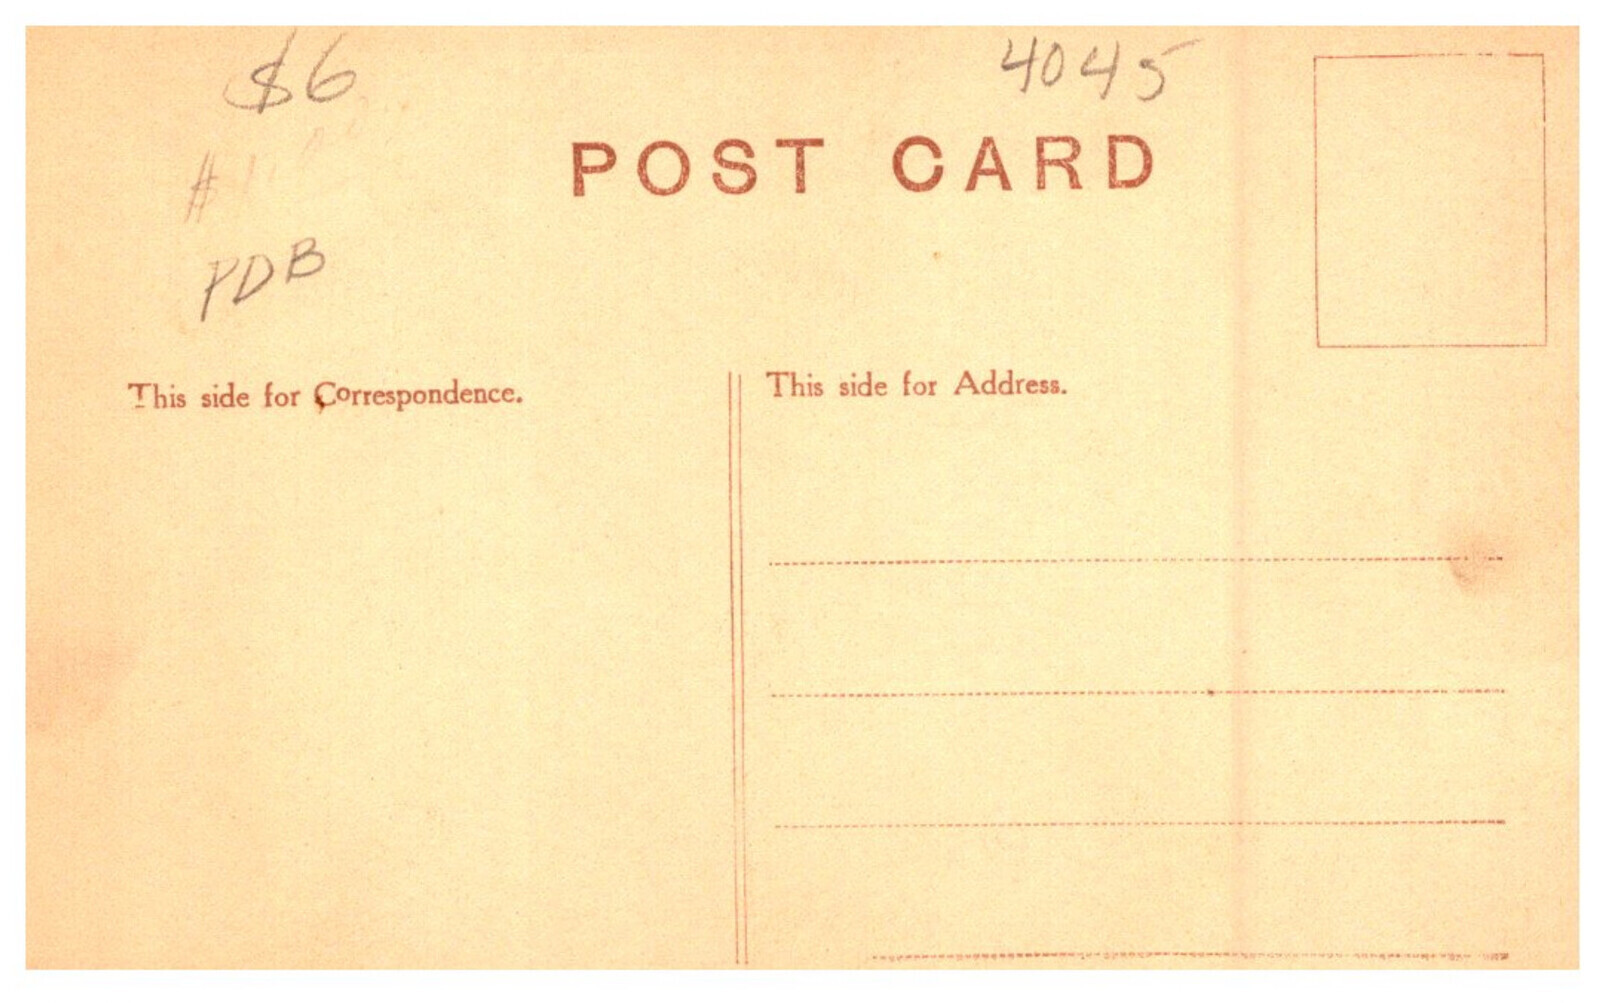 $6
4045
POST CARD
#
PDB
This side for Correspondence.
This side for Address.